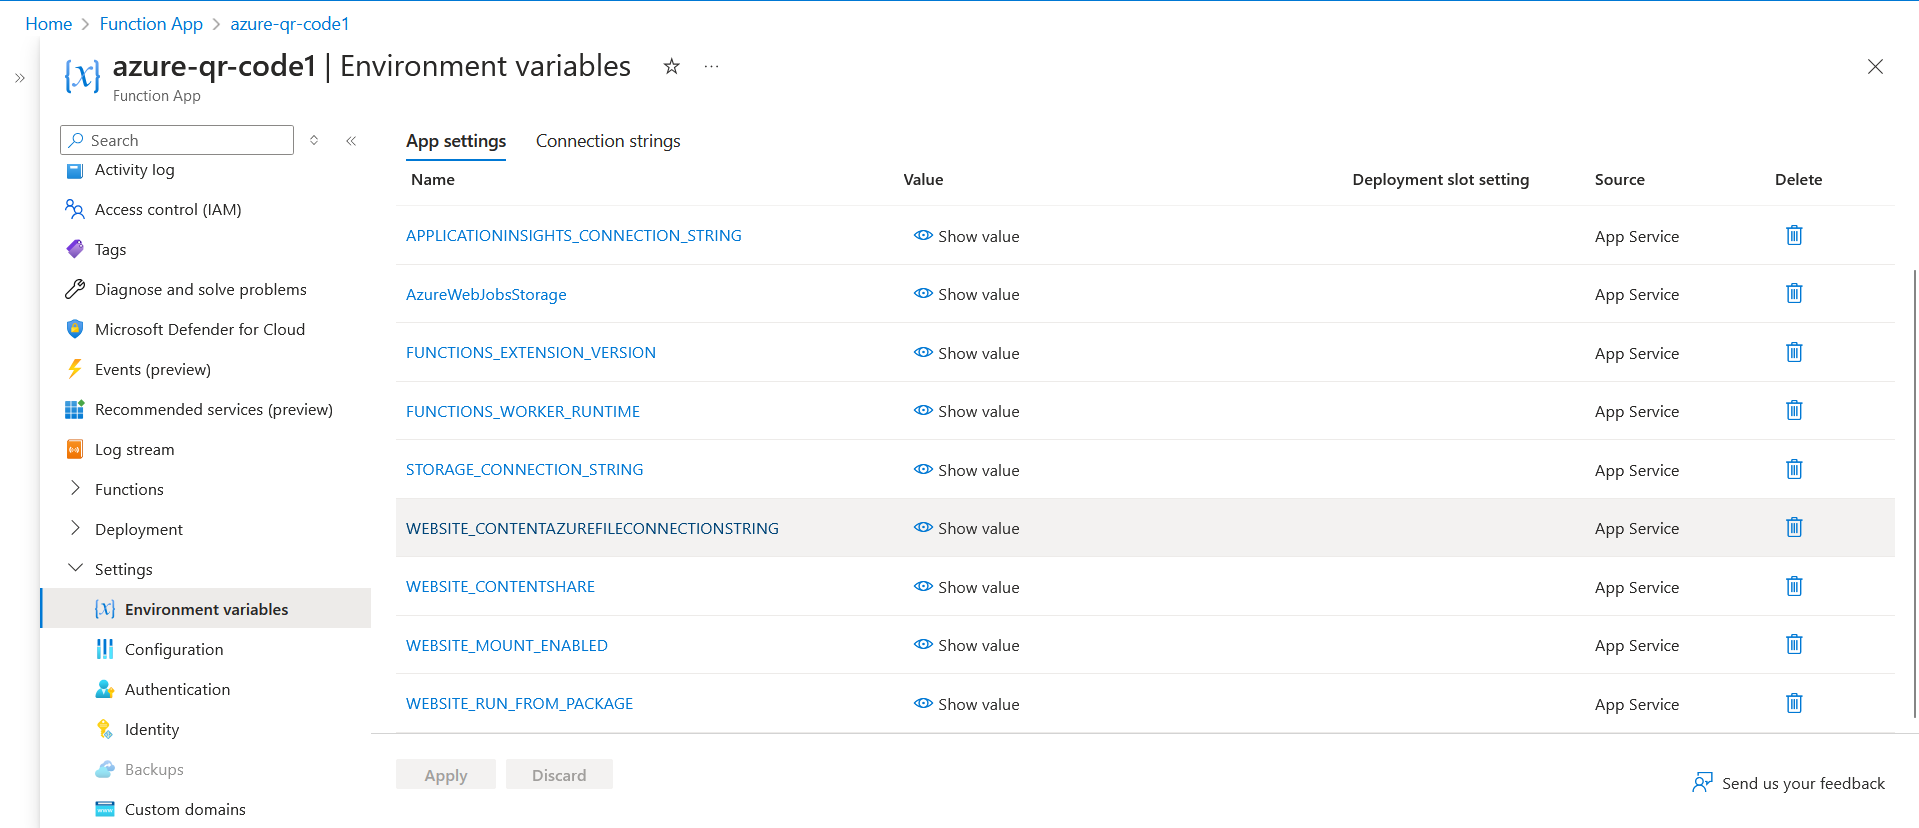 Home > Function App > azure-qr-code1
azure-qr-code1 | Environment variables
Function App
Search
Activity log
Access control (IAM)
Tags
Diagnose and solve problems
Microsoft Defender for Cloud
Events (preview)
Recommended services (preview)
Log stream
Functions
Deployment
Settings
Environment variables
Configuration
Authentication
Identity
Backups
Custom domains
App settings Connection strings
Name Value Deployment slot setting Source Delete
APPLICATIONINSIGHTS_CONNECTION_STRING Show value App Service
AzureWebJobsStorage Show value App Service
FUNCTIONS_EXTENSION_VERSION Show value App Service
FUNCTIONS_WORKER_RUNTIME Show value App Service
STORAGE_CONNECTION_STRING Show value App Service
WEBSITE_CONTENTAZUREFILECONNECTIONSTRING Show value App Service
WEBSITE_CONTENTSHARE Show value App Service
WEBSITE_MOUNT_ENABLED Show value App Service
WEBSITE_RUN_FROM_PACKAGE Show value App Service
Apply Discard
Send us your feedback